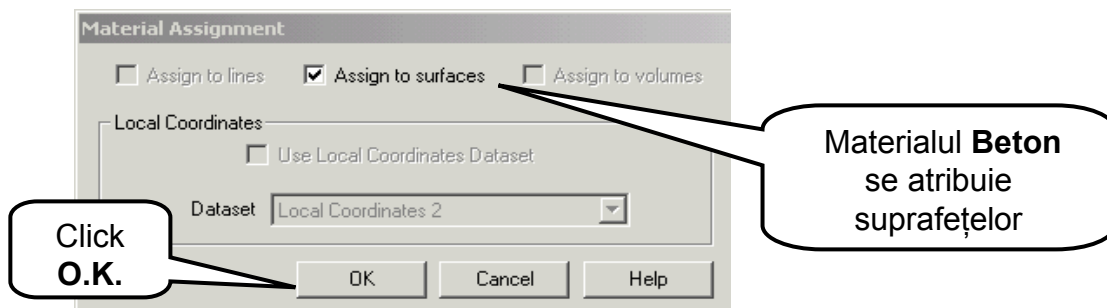 Material Assignment
Assign to lines Assign to surfaces Assign to volumes
Local Coordinates
Use Local Coordinates Dataset
Dataset Local Coordinates 2
OK Cancel Help
Click
O.K.
Materialul Beton
se atribuie
suprafețelor